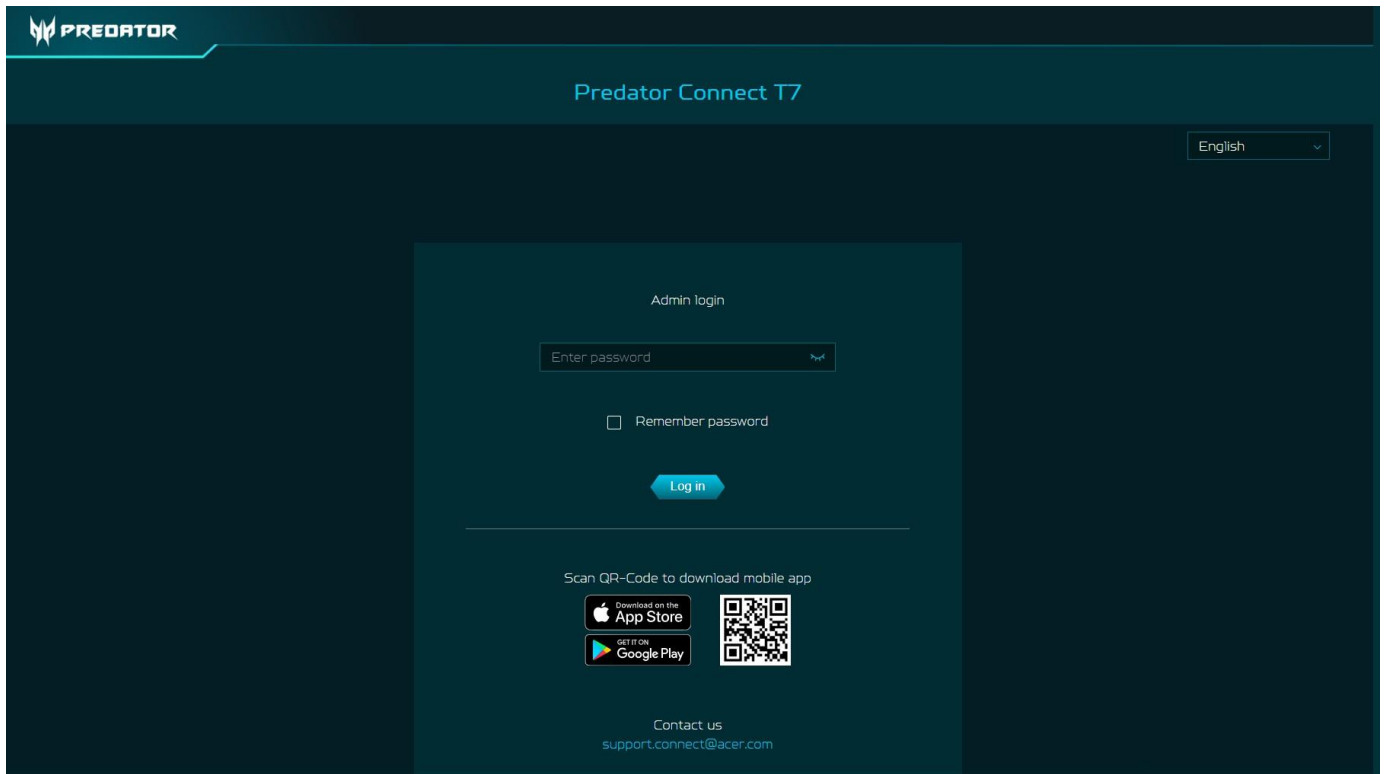 PREDATOR
Predator Connect T7
English
Admin login
Enter password
Remember password
Log in
Scan QR-Code to download mobile app
Download on the
App Store
GET IT ON
Google Play
Contact us
support.connect@acer.com